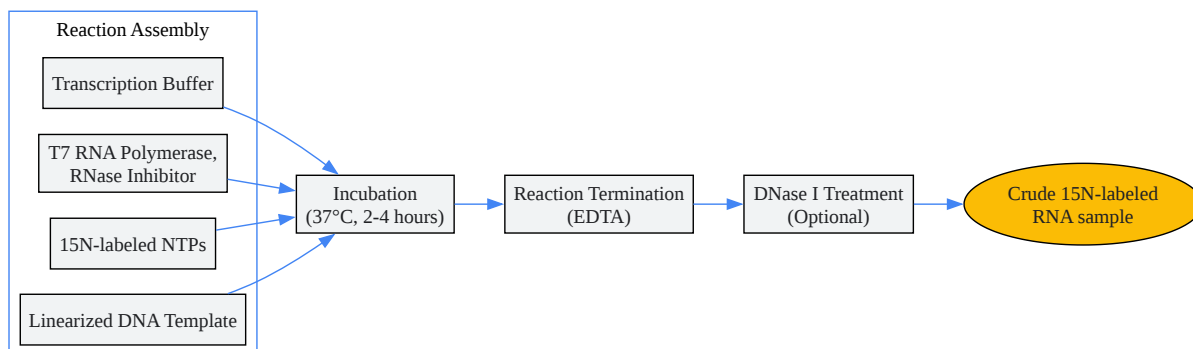 Reaction Assembly
Transcription Buffer
T7 RNA Polymerase,
RNase Inhibitor
15N-labeled NTPs
Linearized DNA Template
Incubation
(37°C, 2-4 hours)
Reaction Termination
(EDTA)
DNase I Treatment
(Optional)
Crude 15N-labeled
RNA sample